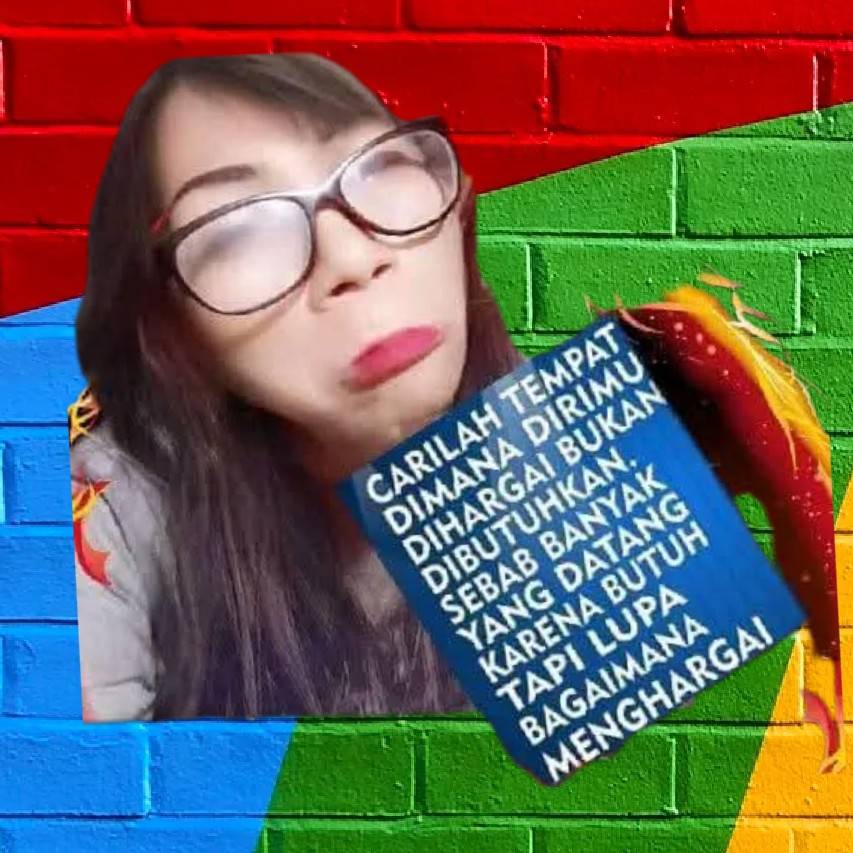 CARILAH TEMPAT
DIMANA DIRIMU
DIHARGAI BUKAN
DIBUTUHKAN.
SEBAB BANYAK
YANG DATANG
KARENA BUTUH
TAPI LUPA
BAGAIMANA
MENGHARGAI